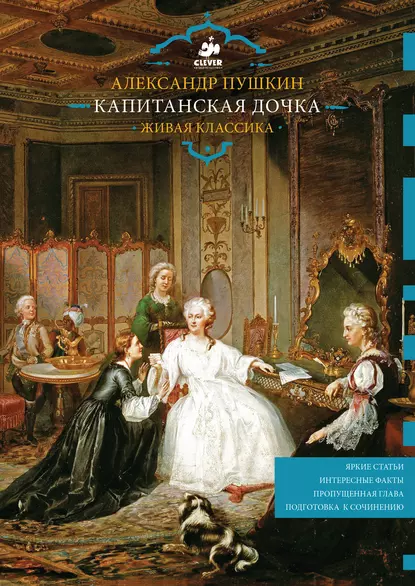 CLEVER
АЛЕКСАНДР ПУШКИН
КАПИТАНСКАЯ ДОЧКА
• ЖИВАЯ КЛАССИКА •
ЯРКИЕ СТАТЬИ
ИНТЕРЕСНЫЕ ФАКТЫ
ПРОПУЩЕННАЯ ГЛАВА
ПОДГОТОВКА К СОЧИНЕНИЮ